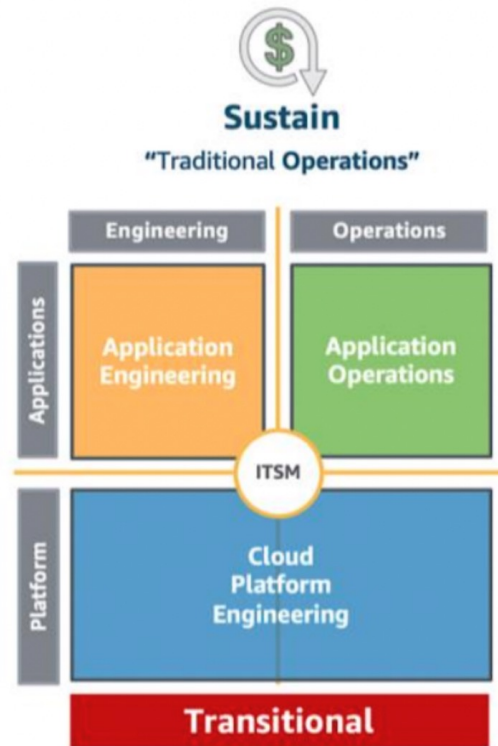 $
Sustain
"Traditional Operations"
Engineering
Operations
Applications
Application
Engineering
Application
Operations
ITSM
Platform
Cloud
Platform
Engineering
Transitional